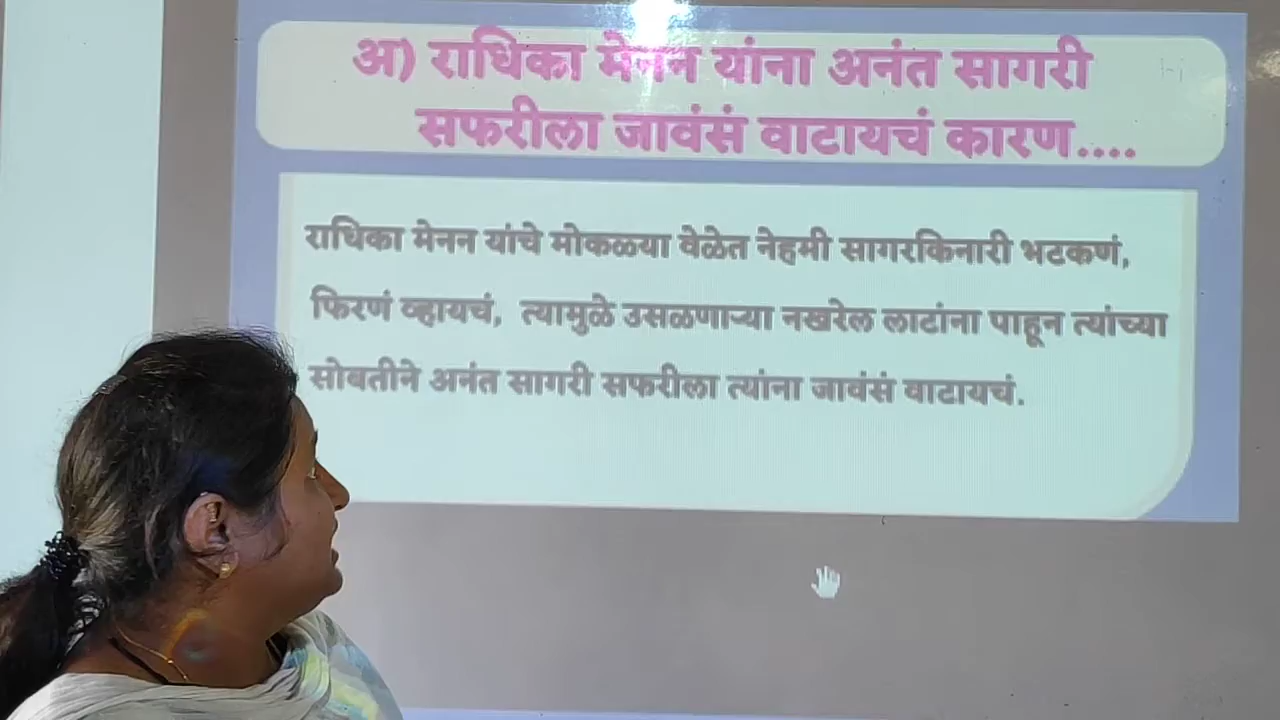 अ) राधिका मेनन यांना अनंत सागरी
सफरीला जावंसं वाटायचं कारण....
राधिका मेनन यांचे मोकळ्या वेळेत नेहमी सागरकिनारी भटकणं,
फिरणं व्हायचं, त्यामुळे उसळणाऱ्या नखरेल लाटांना पाहून त्यांच्या
सोबतीने अनंत सागरी सफरीला त्यांना जावंसं वाटायचं.